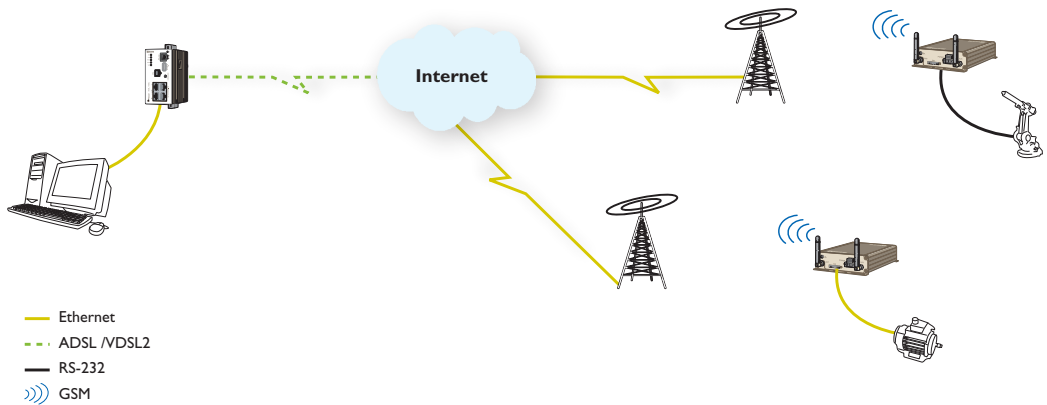 Internet
Ethernet
ADSL /VDSL2
RS-232
GSM